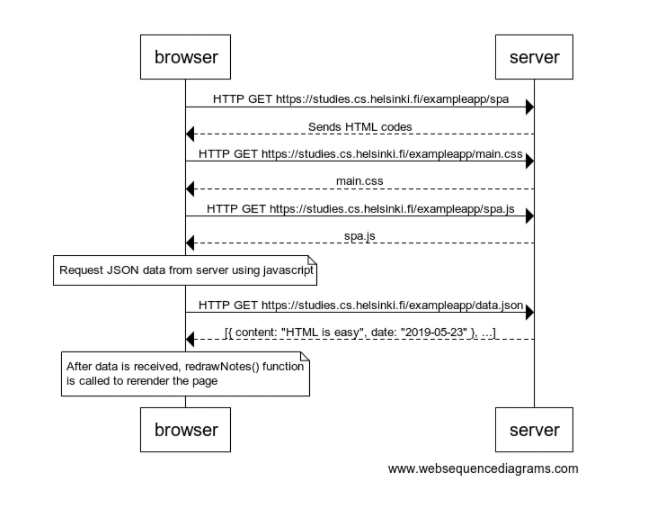 browser
server
HTTP GET https://studies.cs.helsinki.fi/exampleapp/spa
Sends HTML codes
HTTP GET https://studies.cs.helsinki.fi/exampleapp/main.css
main.css
HTTP GET https://studies.cs.helsinki.fi/exampleapp/spa.js
spa.js
Request JSON data from server using javascript
HTTP GET https://studies.cs.helsinki.fi/exampleapp/data.json
[{ content: "HTML is easy", date: "2019-05-23" }, ...]
After data is received, redrawNotes() function
is called to rerender the page
browser
server
www.websequencediagrams.com